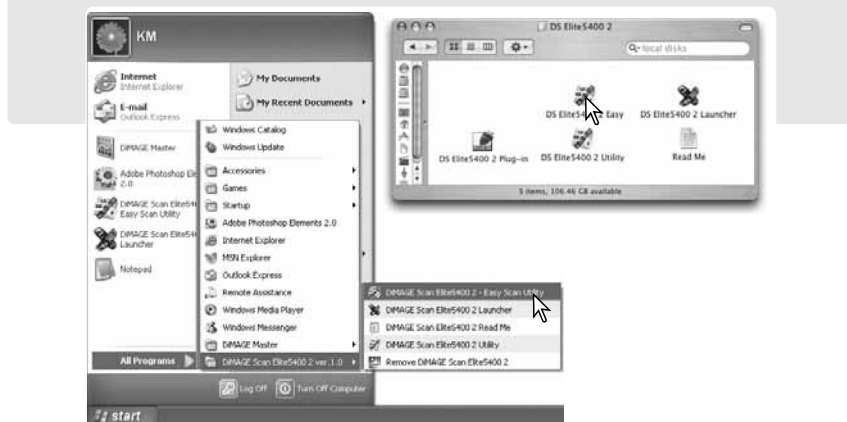 KM
Internet
Internet Explorer
E-mail
Outlook Express
DiMAGE Master
Adobe Photoshop Ele
2.0
DiMAGE Scan Elite54
Easy Scan Utility
DiMAGE Scan Elite54
Launcher
Notepad
All Programs
My Documents
My Recent Documents
Windows Catalog
Windows Update
Accessories
Games
Startup
Adobe Photoshop Elements 2.0
Internet Explorer
MSN Explorer
Outlook Express
Remote Assistance
Windows Media Player
Windows Messenger
DiMAGE Master
DiMAGE Scan Elite5400 2 ver.1.0
DiMAGE Scan Elite5400 2 - Easy Scan Utility
DiMAGE Scan Elite5400 2 Launcher
DiMAGE Scan Elite5400 2 Read Me
DiMAGE Scan Elite5400 2 Utility
Remove DiMAGE Scan Elite5400 2
Log Off
Turn Off Computer
start
DS Elite5400 2
local disks
DS Elite5400 2 Easy
DS Elite5400 2 Launcher
DS Elite5400 2 Plug-in
DS Elite5400 2 Utility
Read Me
5 items, 106.46 GB available